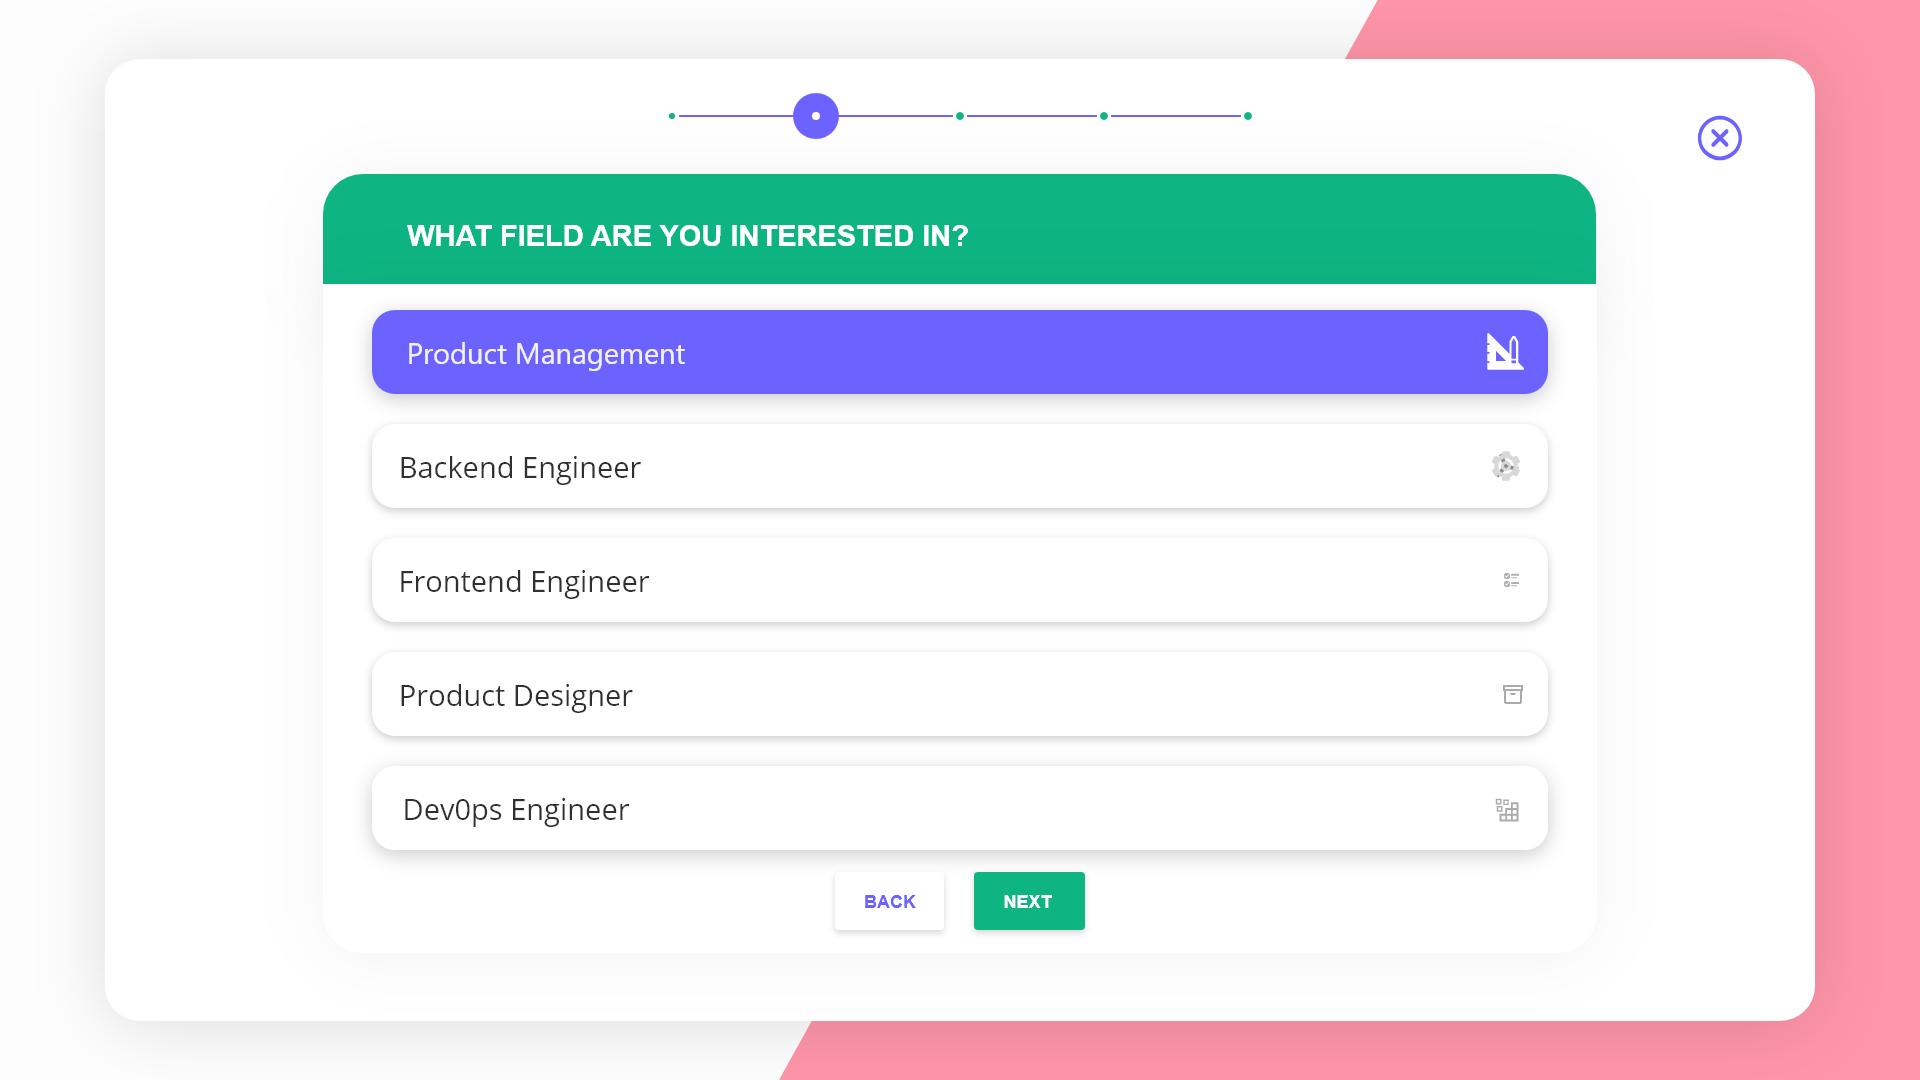 WHAT FIELD ARE YOU INTERESTED IN?
Product Management
Backend Engineer
Frontend Engineer
Product Designer
Dev0ps Engineer
BACK
NEXT